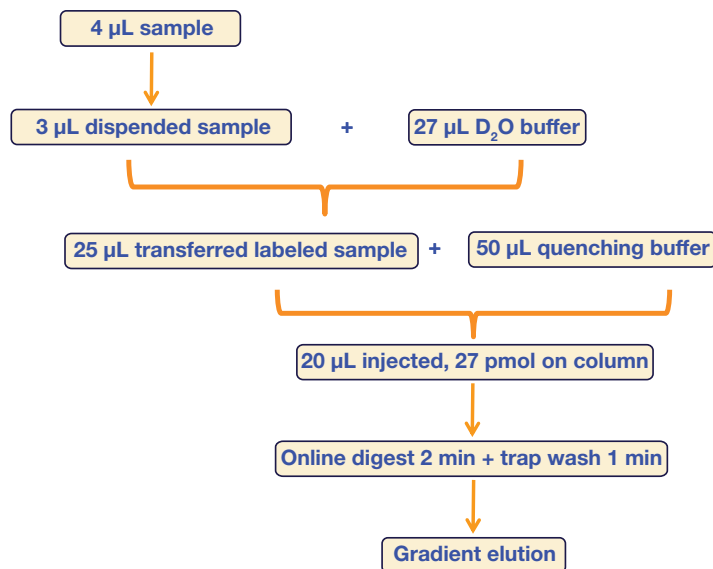 4 µL sample
3 µL dispended sample + 27 µL D₂O buffer
25 µL transferred labeled sample + 50 µL quenching buffer
20 µL injected, 27 pmol on column
Online digest 2 min + trap wash 1 min
Gradient elution